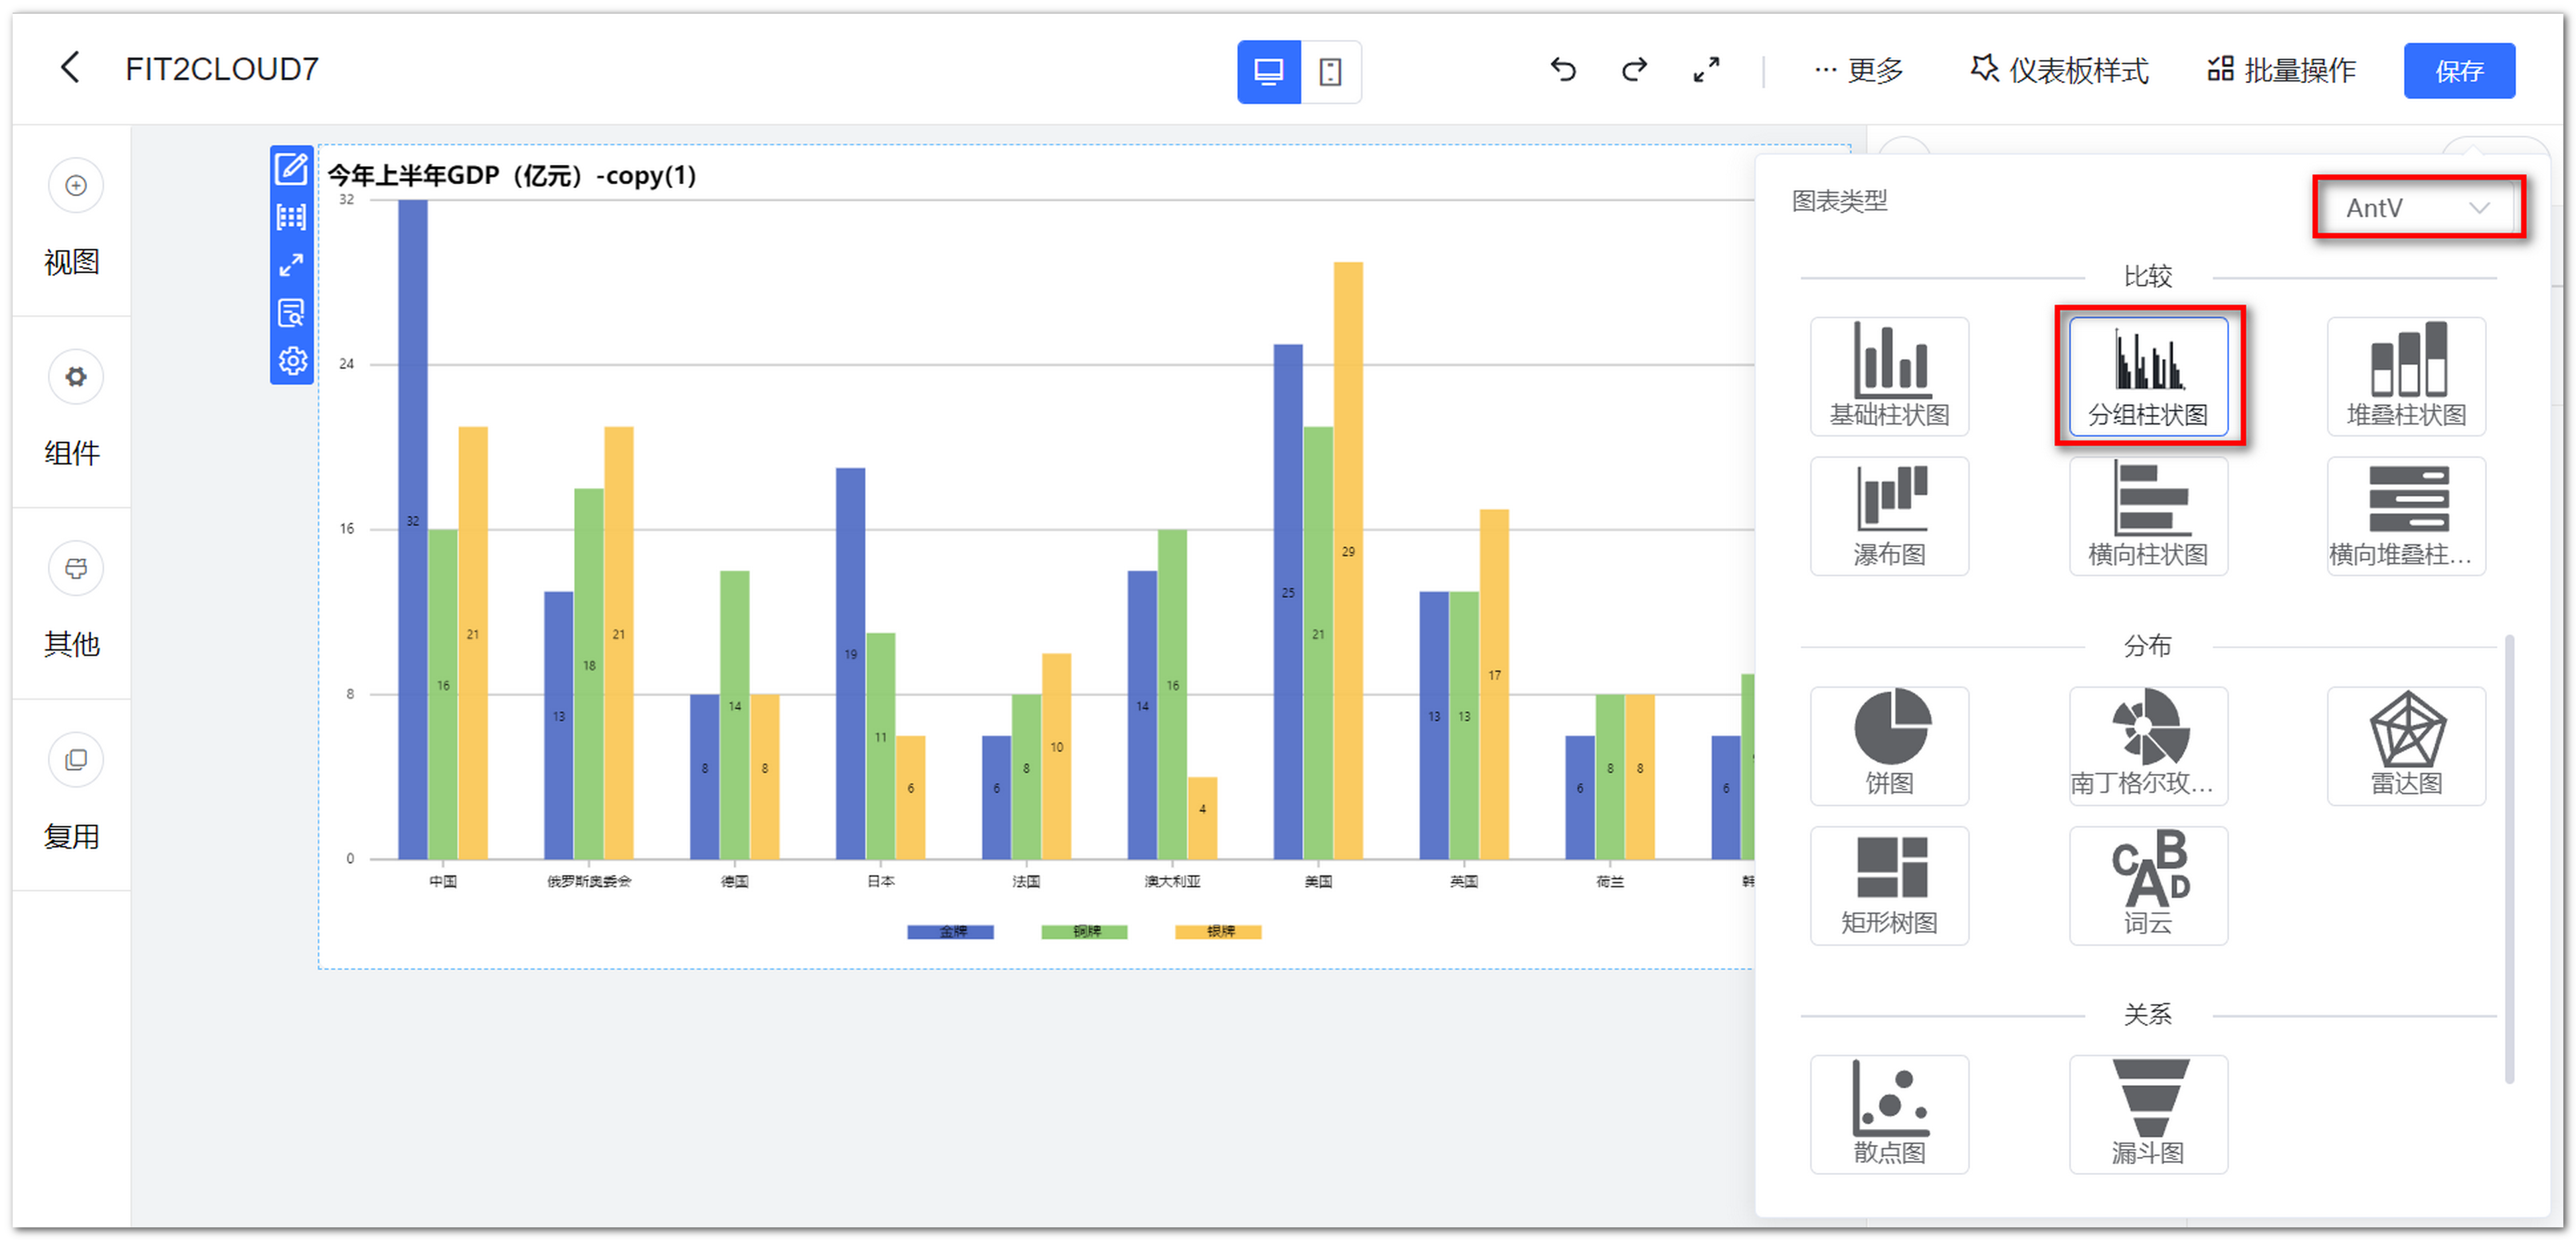 FIT2CLOUD7
··· 更多
仪表板样式
批量操作
保存
视图
组件
其他
复用
今年上半年GDP（亿元）-copy(1)
32
24
16
8
0
32
16
21
13
18
21
8
14
8
19
11
6
6
8
10
14
16
4
25
21
29
13
13
17
6
8
8
6
中国
俄罗斯奥委会
德国
日本
法国
澳大利亚
美国
英国
荷兰
金牌
铜牌
银牌
图表类型
AntV
比较
基础柱状图
分组柱状图
堆叠柱状图
瀑布图
横向柱状图
横向堆叠柱...
分布
饼图
南丁格尔玫...
雷达图
矩形树图
词云
关系
散点图
漏斗图